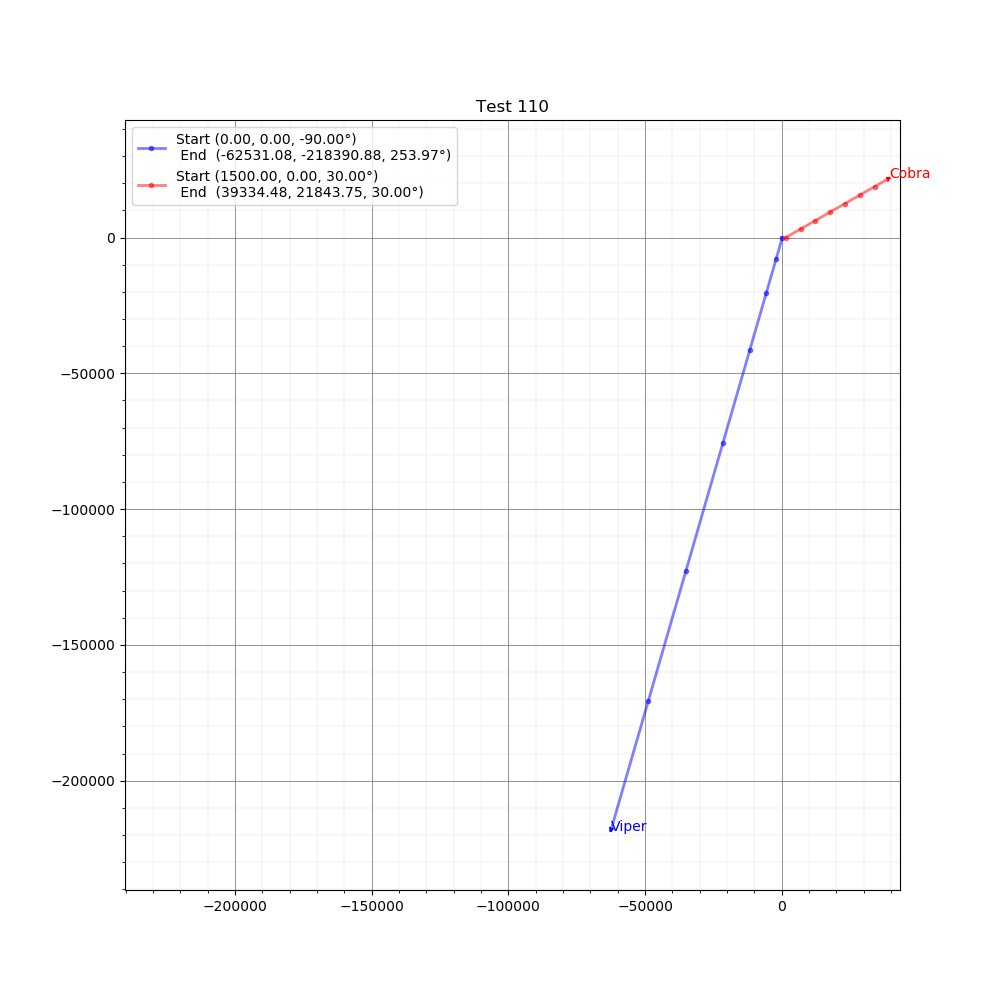 Test 110
Start (0.00, 0.00, -90.00°)
End (-62531.08, -218390.88, 253.97°)
Start (1500.00, 0.00, 30.00°)
End (39334.48, 21843.75, 30.00°)
Cobra
0
−50000
−100000
−150000
−200000
Viper
−200000
−150000
−100000
−50000
0